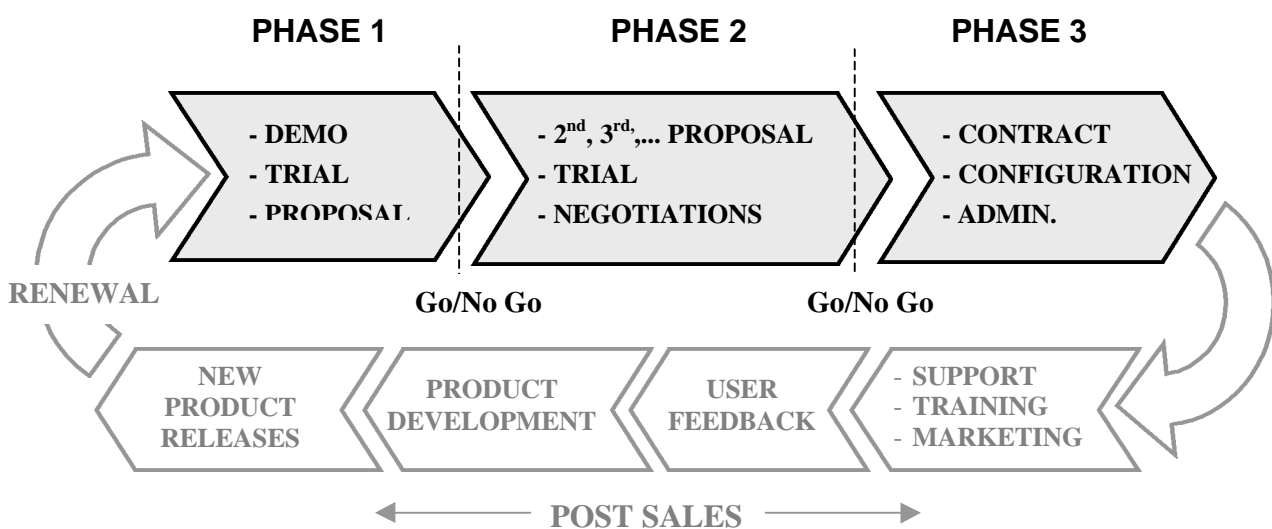 PHASE 1
PHASE 2
PHASE 3
- DEMO
- TRIAL
- PROPOSAL
- 2nd, 3rd,... PROPOSAL
- TRIAL
- NEGOTIATIONS
- CONTRACT
- CONFIGURATION
- ADMIN.
RENEWAL
Go/No Go
Go/No Go
NEW
PRODUCT
RELEASES
PRODUCT
DEVELOPMENT
USER
FEEDBACK
- SUPPORT
- TRAINING
- MARKETING
POST SALES